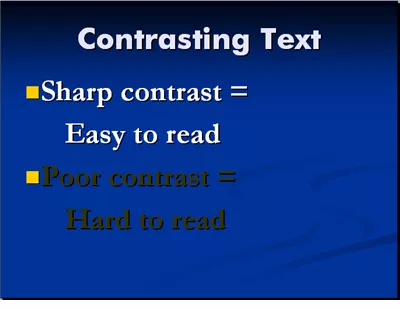 Contrasting Text
Sharp contrast =
Easy to read
Poor contrast =
Hard to read